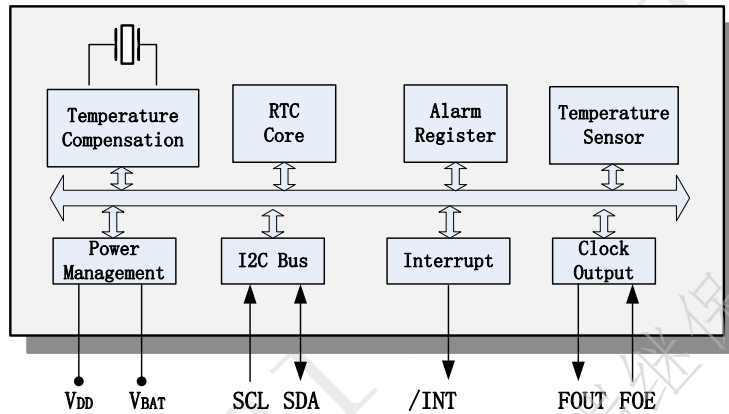 Temperature
Compensation
RTC
Core
Alarm
Register
Temperature
Sensor
Power
Management
I2C Bus
Interrupt
Clock
Output
VDD VBAT SCL SDA /INT FOUT FOE